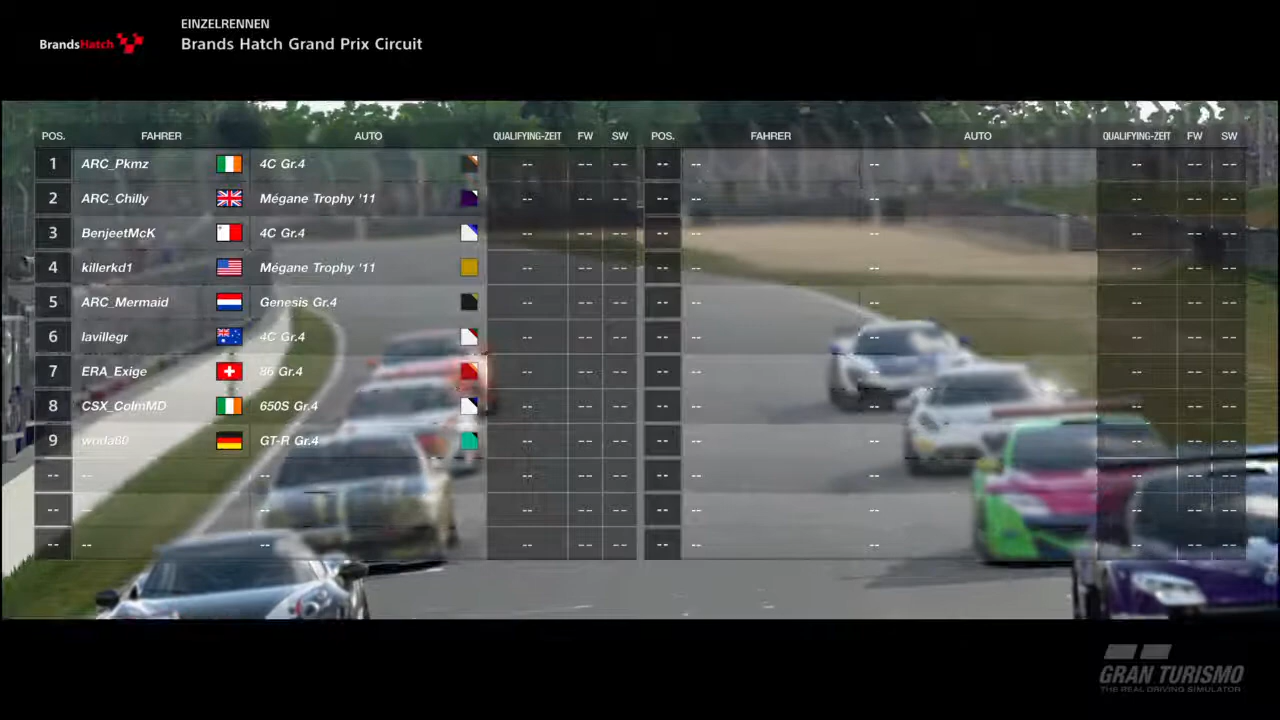 BrandsHatch
EINZELRENNEN
Brands Hatch Grand Prix Circuit
POS. FAHRER AUTO QUALIFYING-ZEIT FW SW POS. FAHRER AUTO QUALIFYING-ZEIT FW SW
1 ARC_Pkmz 4C Gr.4 -- -- -- -- -- -- -- -- --
2 ARC_Chilly Mégane Trophy '11 -- -- -- -- -- -- -- -- --
3 BenjeetMcK 4C Gr.4 -- -- -- -- -- -- -- -- --
4 killerkd1 Mégane Trophy '11 -- -- -- -- -- -- -- -- --
5 ARC_Mermaid Genesis Gr.4 -- -- -- -- -- -- -- -- --
6 lavillegr 4C Gr.4 -- -- -- -- -- -- -- -- --
7 ERA_Exige 86 Gr.4 -- -- -- -- -- -- -- -- --
8 CSX_ColmMD 650S Gr.4 -- -- -- -- -- -- -- -- --
9 woda60 GT-R Gr.4 -- -- -- -- -- -- -- -- --
-- -- -- -- -- -- -- -- -- -- -- --
-- -- -- -- -- -- -- -- -- -- -- --
-- -- -- -- -- -- -- -- -- -- -- --
GRAN TURISMO
THE REAL DRIVING SIMULATOR